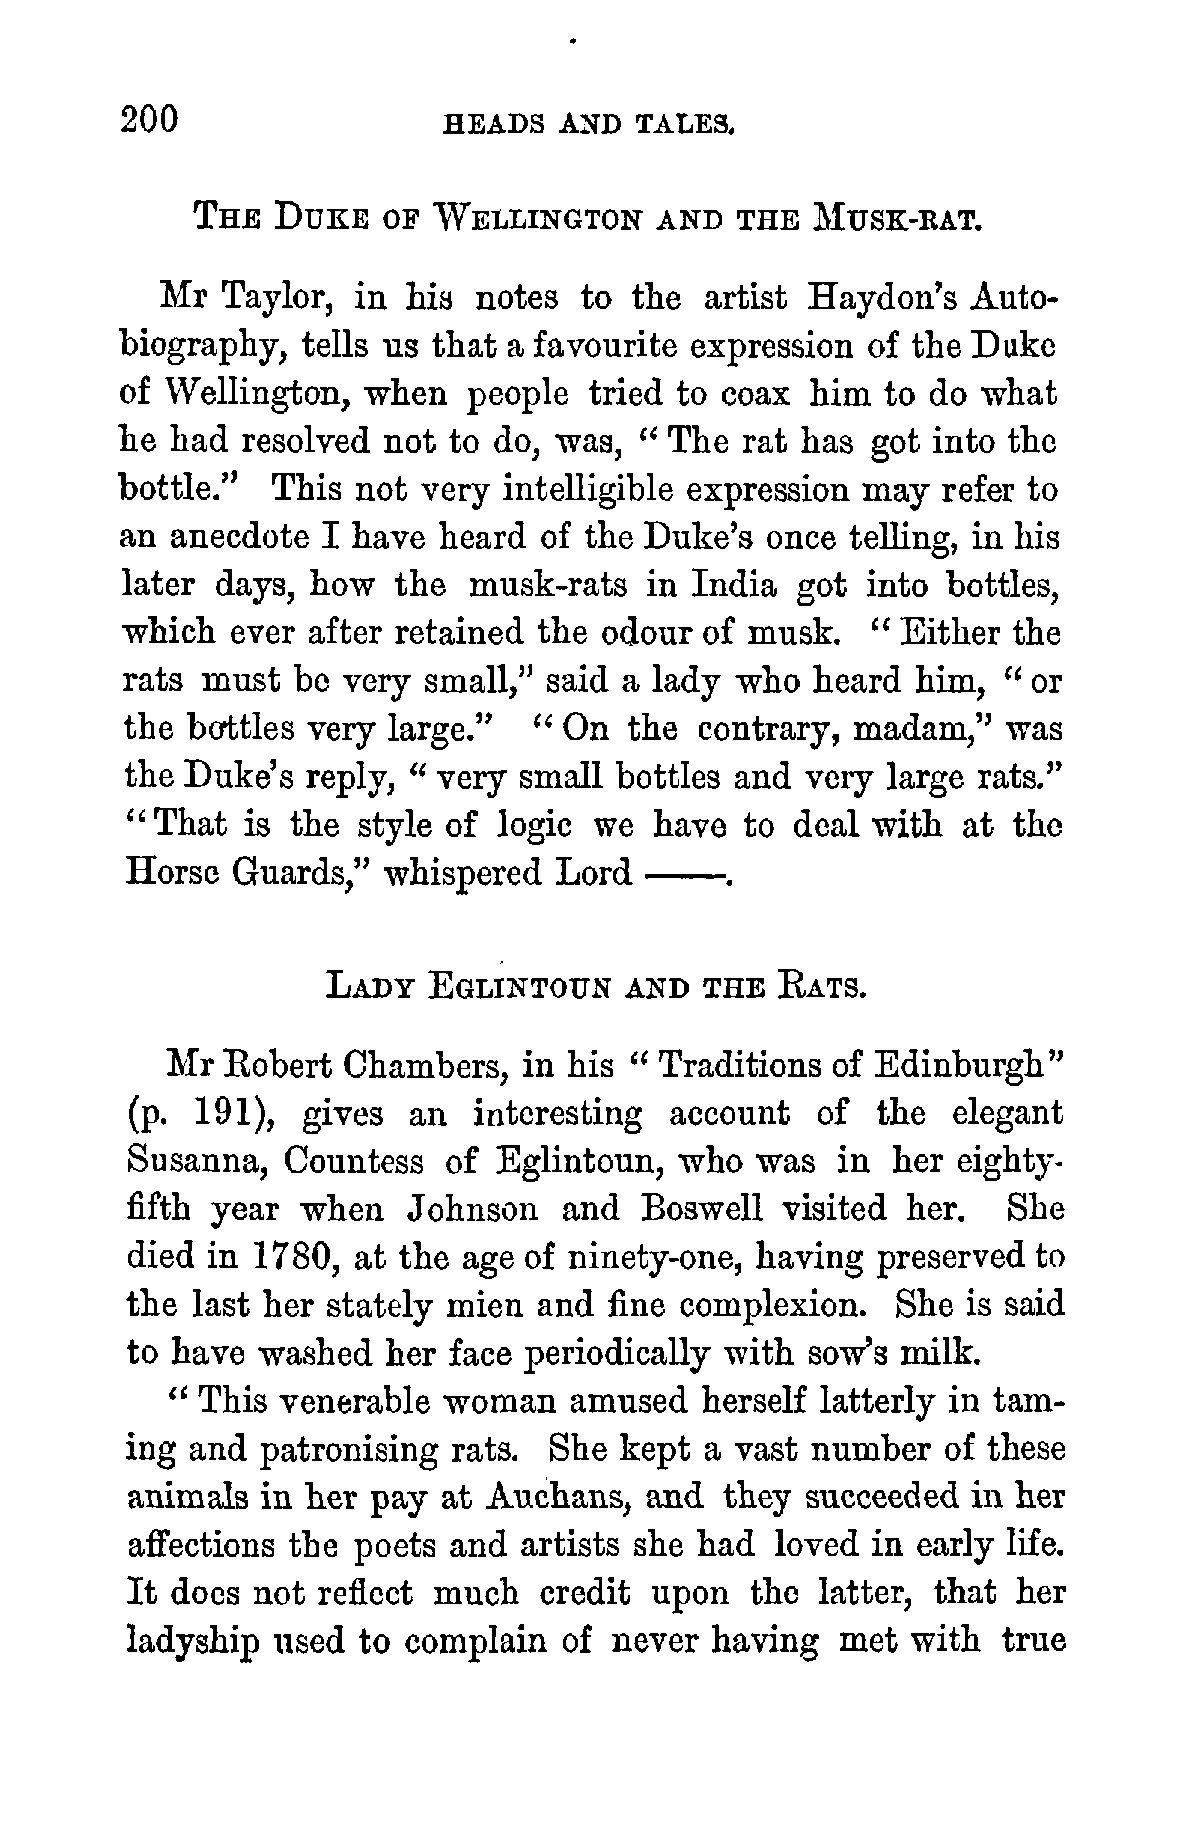 200
HEADS AND TALES.
THE DUKE OF WELLINGTON AND THE MUSK-RAT.
Mr Taylor, in his notes to the artist Haydon's Auto-
biography, tells us that a favourite expression of the Duke
of Wellington, when people tried to coax him to do what
he had resolved not to do, was, “The rat has got into the
bottle.” This not very intelligible expression may refer to
an anecdote I have heard of the Duke's once telling, in his
later days, how the musk-rats in India got into bottles,
which ever after retained the odour of musk. “Either the
rats must be very small,” said a lady who heard him, “or
the bottles very large.” “On the contrary, madam,” was
the Duke's reply, “very small bottles and very large rats.”
“That is the style of logic we have to deal with at the
Horse Guards,” whispered Lord ——.
LADY EGLINTOUN AND THE RATS.
Mr Robert Chambers, in his “Traditions of Edinburgh”
(p. 191), gives an interesting account of the elegant
Susanna, Countess of Eglintoun, who was in her eighty-
fifth year when Johnson and Boswell visited her. She
died in 1780, at the age of ninety-one, having preserved to
the last her stately mien and fine complexion. She is said
to have washed her face periodically with sow's milk.
“This venerable woman amused herself latterly in tam-
ing and patronising rats. She kept a vast number of these
animals in her pay at Auchans, and they succeeded in her
affections the poets and artists she had loved in early life.
It does not reflect much credit upon the latter, that her
ladyship used to complain of never having met with true